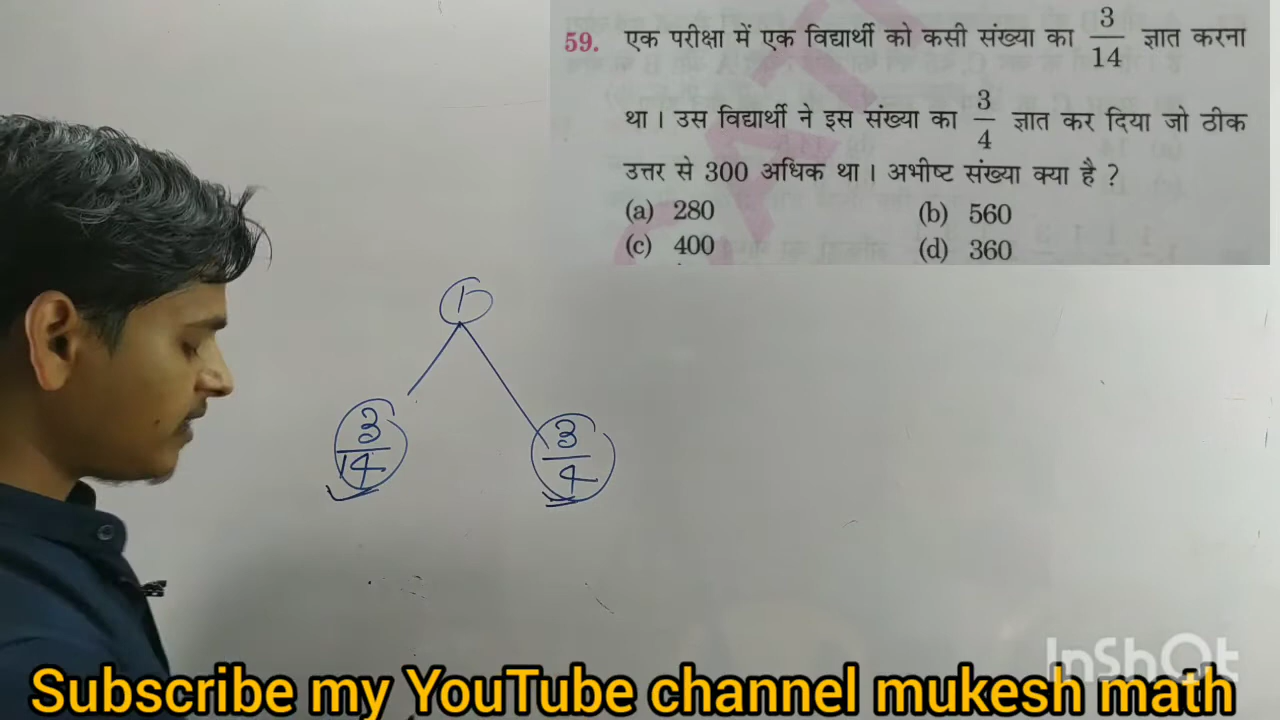 59. एक परीक्षा में एक विद्यार्थी को कसी संख्या का 3/14 ज्ञात करना
था। उस विद्यार्थी ने इस संख्या का 3/4 ज्ञात कर दिया जो ठीक
उत्तर से 300 अधिक था। अभीष्ट संख्या क्या है ?
(a) 280 (b) 560
(c) 400 (d) 360
1
3/14 3/4
InShOt
Subscribe my YouTube channel mukesh math